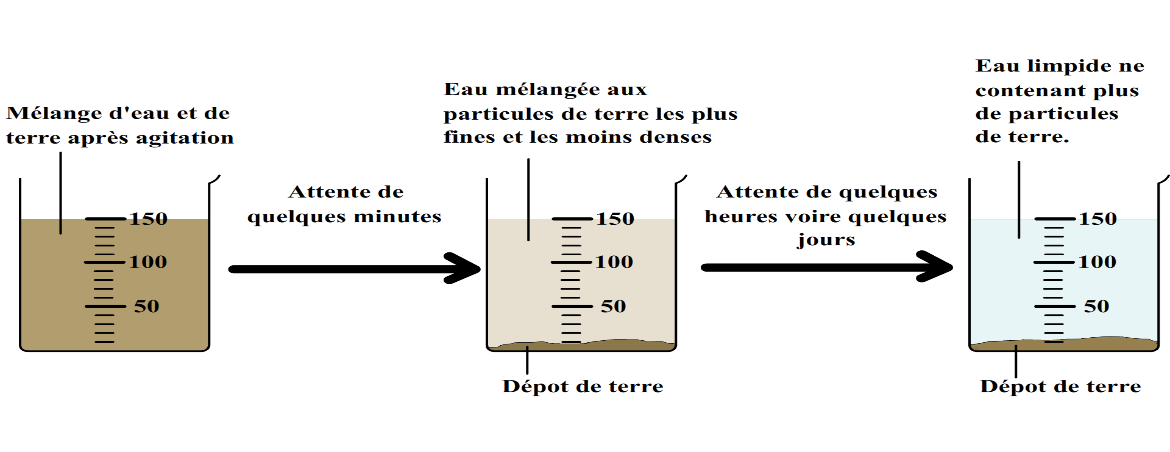 Mélange d'eau et de
terre après agitation
150
100
50
Attente de
quelques minutes
Eau mélangée aux
particules de terre les plus
fines et les moins denses
150
100
50
Dépot de terre
Attente de quelques
heures voire quelques
jours
Eau limpide ne
contenant plus
de particules
de terre.
150
100
50
Dépot de terre